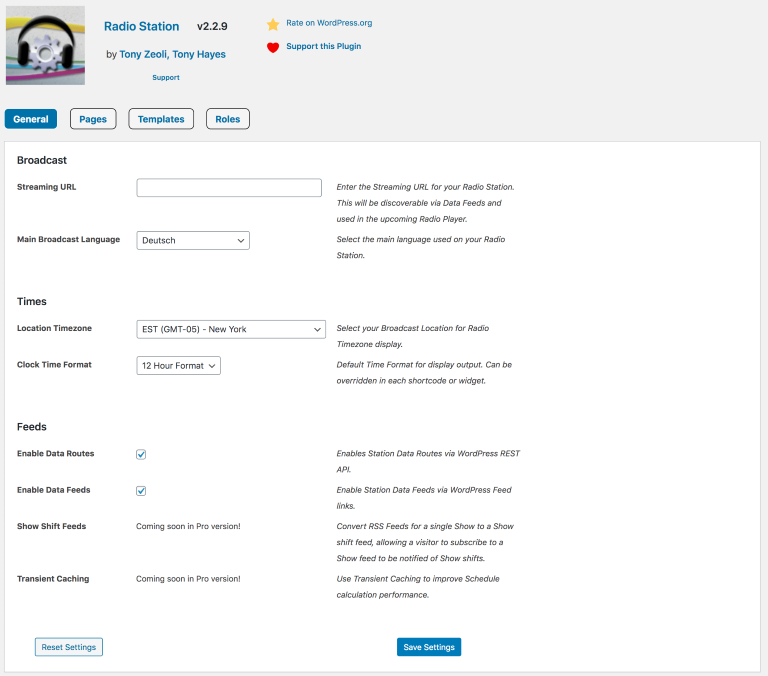 Radio Station v2.2.9
by Tony Zeoli, Tony Hayes
Support
Rate on WordPress.org
Support this Plugin
General Pages Templates Roles
Broadcast
Streaming URL
Enter the Streaming URL for your Radio Station.
This will be discoverable via Data Feeds and
used in the upcoming Radio Player.
Main Broadcast Language Deutsch
Select the main language used on your Radio
Station.
Times
Location Timezone EST (GMT-05) - New York
Select your Broadcast Location for Radio
Timezone display.
Clock Time Format 12 Hour Format
Default Time Format for display output. Can be
overridden in each shortcode or widget.
Feeds
Enable Data Routes
Enables Station Data Routes via WordPress REST
API.
Enable Data Feeds
Enable Station Data Feeds via WordPress Feed
links.
Show Shift Feeds Coming soon in Pro version!
Convert RSS Feeds for a single Show to a Show
shift feed, allowing a visitor to subscribe to a
Show feed to be notified of Show shifts.
Transient Caching Coming soon in Pro version!
Use Transient Caching to improve Schedule
calculation performance.
Reset Settings Save Settings